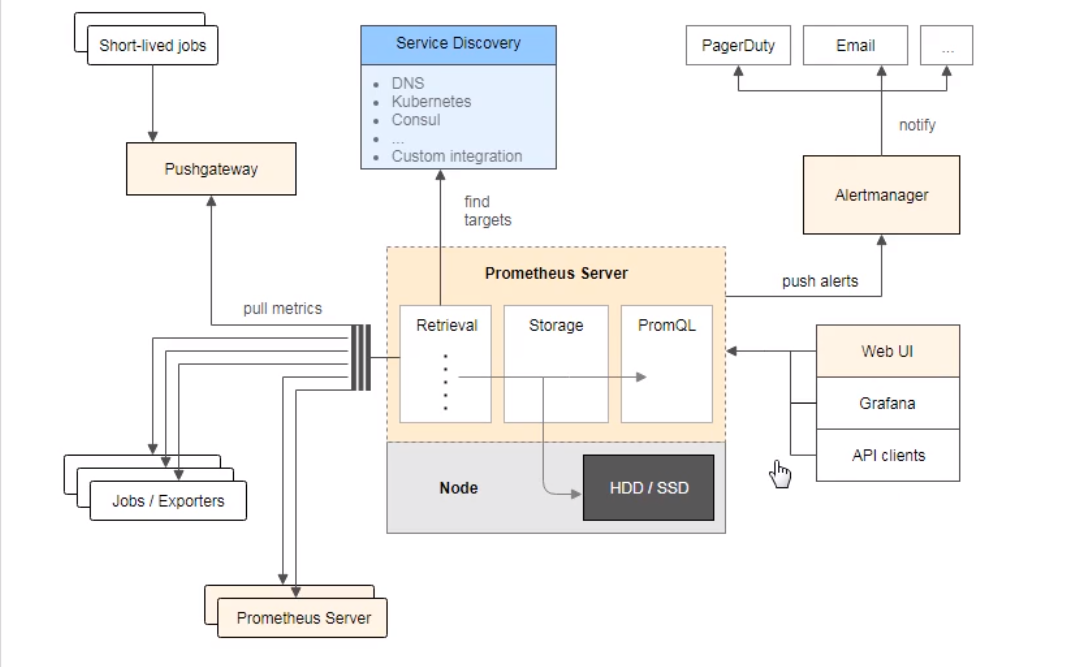 Short-lived jobs
Service Discovery
DNS
Kubernetes
Consul
...
Custom integration
PagerDuty
Email
...
notify
Pushgateway
Alertmanager
find
targets
Prometheus Server
push alerts
pull metrics
Retrieval
Storage
PromQL
Web UI
Grafana
API clients
Node
HDD / SSD
Jobs / Exporters
Prometheus Server